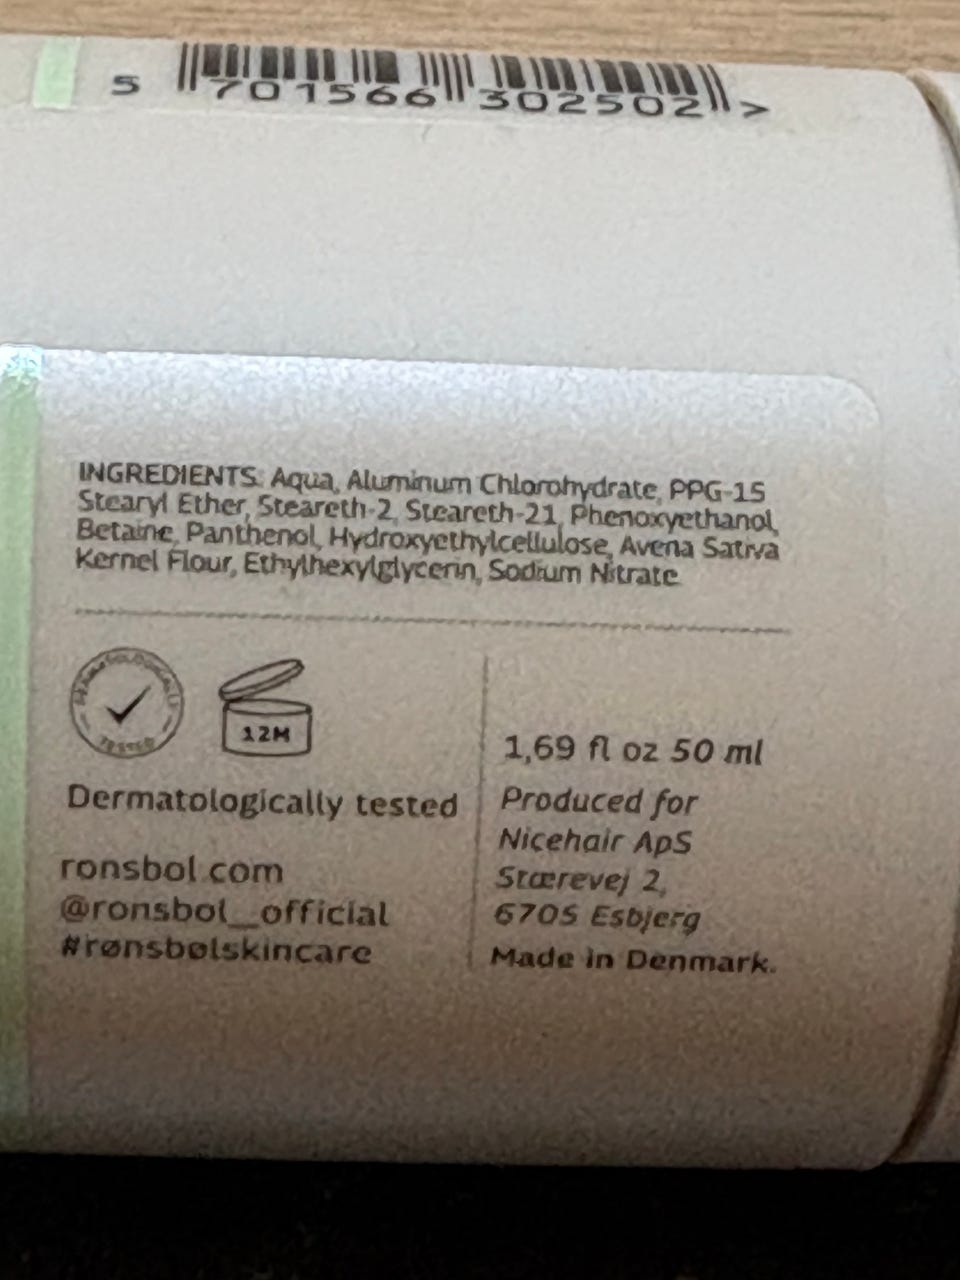 5 701566 302502 >
INGREDIENTS: Aqua, Aluminum Chlorohydrate, PPG-15
Stearyl Ether, Steareth-2, Steareth-21, Phenoxyethanol,
Betaine, Panthenol, Hydroxyethylcellulose, Avena Sativa
Kernel Flour, Ethylhexylglycerin, Sodium Nitrate
DERMATOLOGICALLY TESTED
12M
Dermatologically tested
ronsbol.com
@ronsbol_official
#rønsbølskincare
1,69 fl oz 50 ml
Produced for
Nicehair ApS
Stærevej 2,
6705 Esbjerg
Made in Denmark.